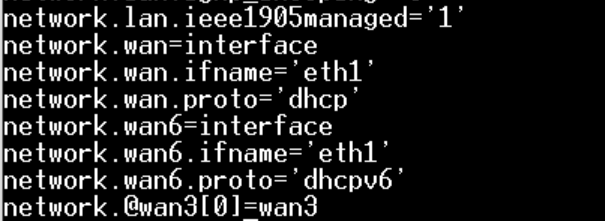 network.lan.ieee1905managed='1'
network.wan=interface
network.wan.ifname='eth1'
network.wan.proto='dhcp'
network.wan6=interface
network.wan6.ifname='eth1'
network.wan6.proto='dhcpv6'
network.@wan3[0]=wan3